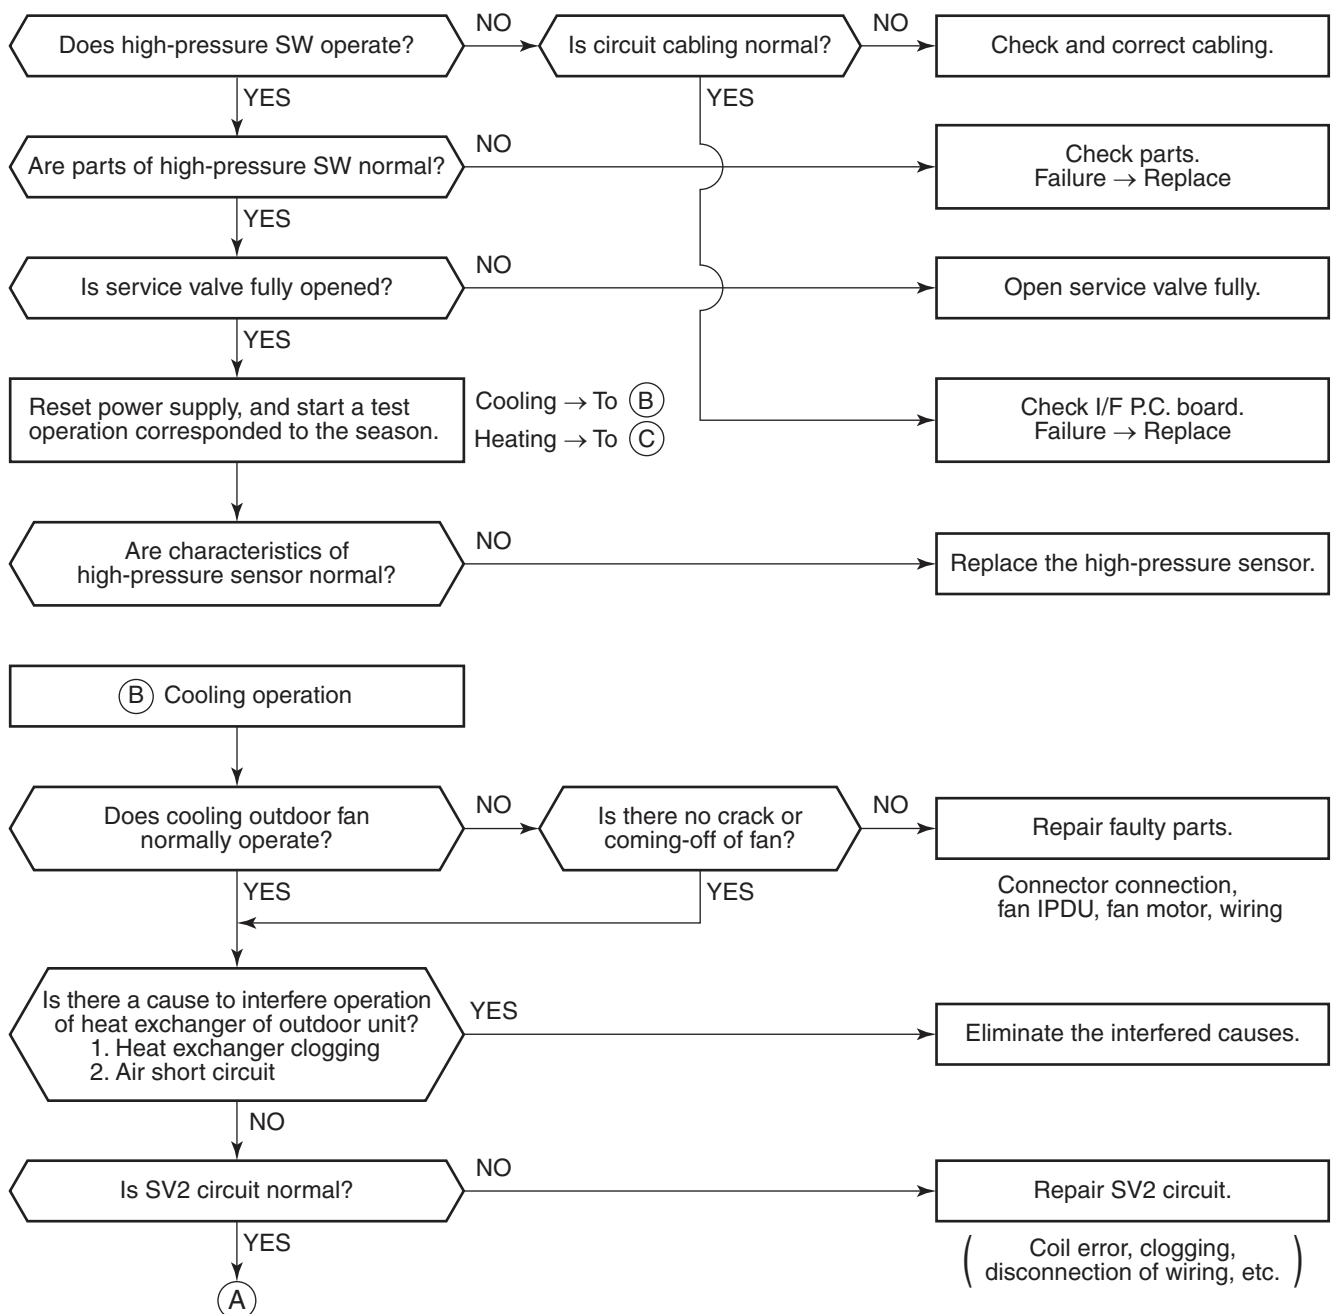 Does high-pressure SW operate?
NO
Is circuit cabling normal?
NO
Check and correct cabling.
YES
YES
Are parts of high-pressure SW normal?
NO
Check parts.
Failure → Replace
YES
Is service valve fully opened?
NO
Open service valve fully.
YES
Reset power supply, and start a test
operation corresponded to the season.
Cooling → To B
Heating → To C
Check I/F P.C. board.
Failure → Replace
Are characteristics of
high-pressure sensor normal?
NO
Replace the high-pressure sensor.
B Cooling operation
Does cooling outdoor fan
normally operate?
NO
Is there no crack or
coming-off of fan?
NO
Repair faulty parts.
Connector connection,
fan IPDU, fan motor, wiring
YES
YES
Is there a cause to interfere operation
of heat exchanger of outdoor unit?
1. Heat exchanger clogging
2. Air short circuit
YES
Eliminate the interfered causes.
NO
Is SV2 circuit normal?
NO
Repair SV2 circuit.
( Coil error, clogging,
disconnection of wiring, etc. )
YES
A